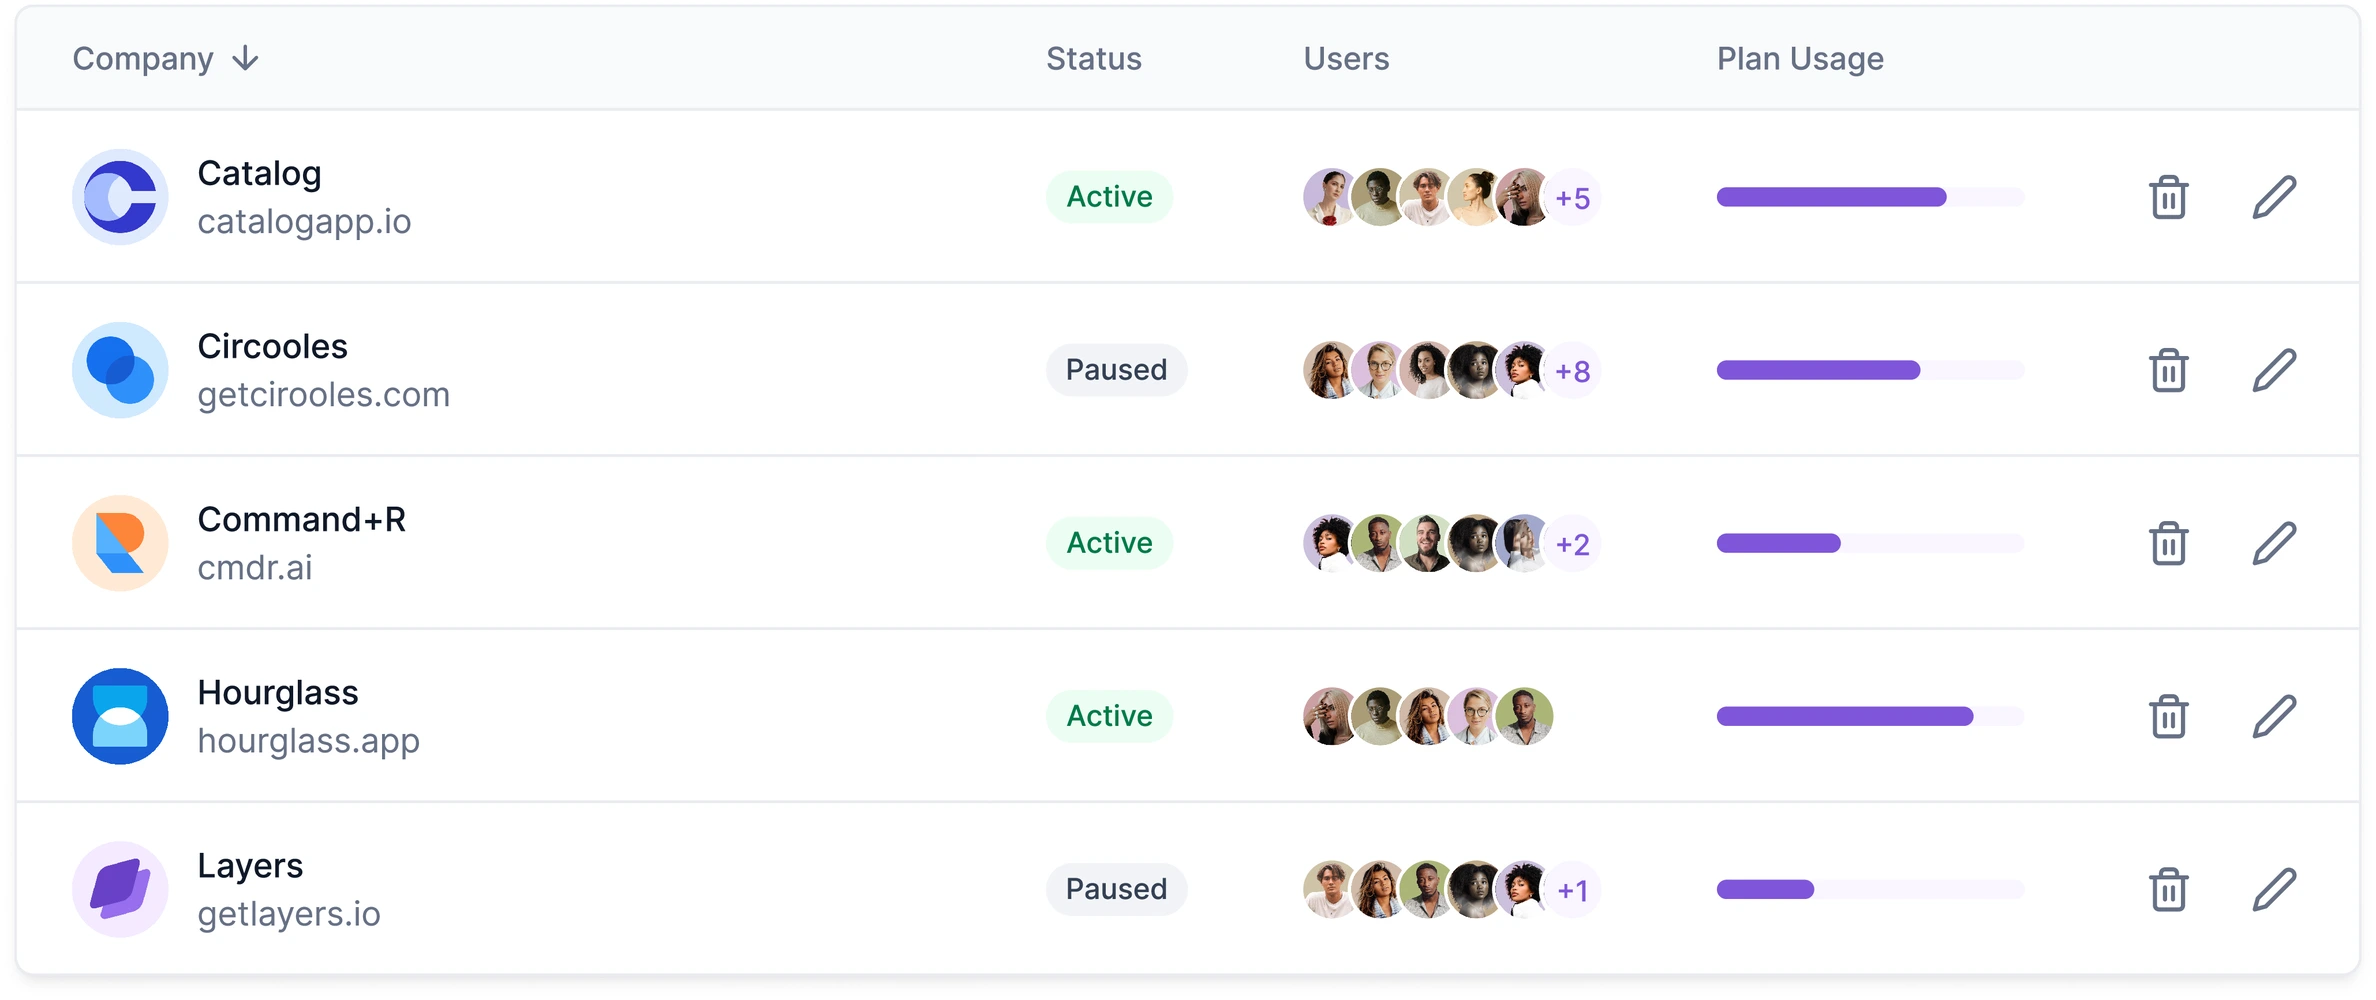 Company
Status
Users
Plan Usage
Catalog
catalogapp.io
Active
+5
Circooles
getcirooles.com
Paused
+8
Command+R
cmdr.ai
Active
+2
Hourglass
hourglass.app
Active
Layers
getlayers.io
Paused
+1